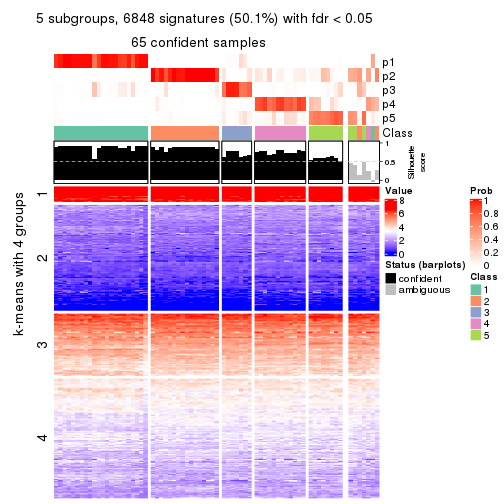 5 subgroups, 6848 signatures (50.1%) with fdr < 0.05
65 confident samples
p1
p2
p3
p4
p5
Class
1
0.5
0
Silhouette
score
k-means with 4 groups
1
2
3
4
Value
8
6
4
2
0
Status (barplots)
confident
ambiguous
Prob
1
0.8
0.6
0.4
0.2
0
Class
1
2
3
4
5